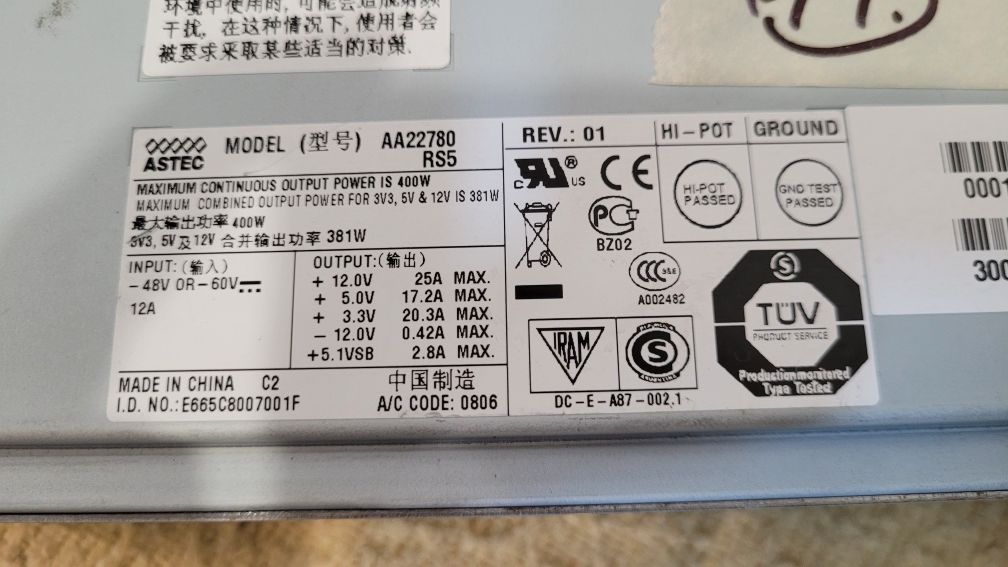 环境中使用的, 可能会造成射频
干扰, 在这种情况下, 使用者会
被要求采取某些适当的对策.
ASTEC
MODEL (型号) AA22780
RS5
MAXIMUM CONTINUOUS OUTPUT POWER IS 400W
MAXIMUM COMBINED OUTPUT POWER FOR 3V3, 5V & 12V IS 381W
最大输出功率 400W
3V3, 5V及12V 合并输出功率 381W
INPUT:(输入)
-48V OR-60V
12A
OUTPUT:(输出)
+ 12.0V 25A MAX.
+ 5.0V 17.2A MAX.
+ 3.3V 20.3A MAX.
- 12.0V 0.42A MAX.
+5.1VSB 2.8A MAX.
MADE IN CHINA C2
中国制造
I.D. NO.:E665C8007001F
A/C CODE: 0806
REV.: 01
HI-POT
GROUND
HI-POT
PASSED
GND TEST
PASSED
c RU ® US
CE
PG
BZ02
CCC S&E
A002482
IRAM
S
DC-E-A87-002.1
S
TÜV
PRODUCT SERVICE
Production monitored
Type Tested
0001
300